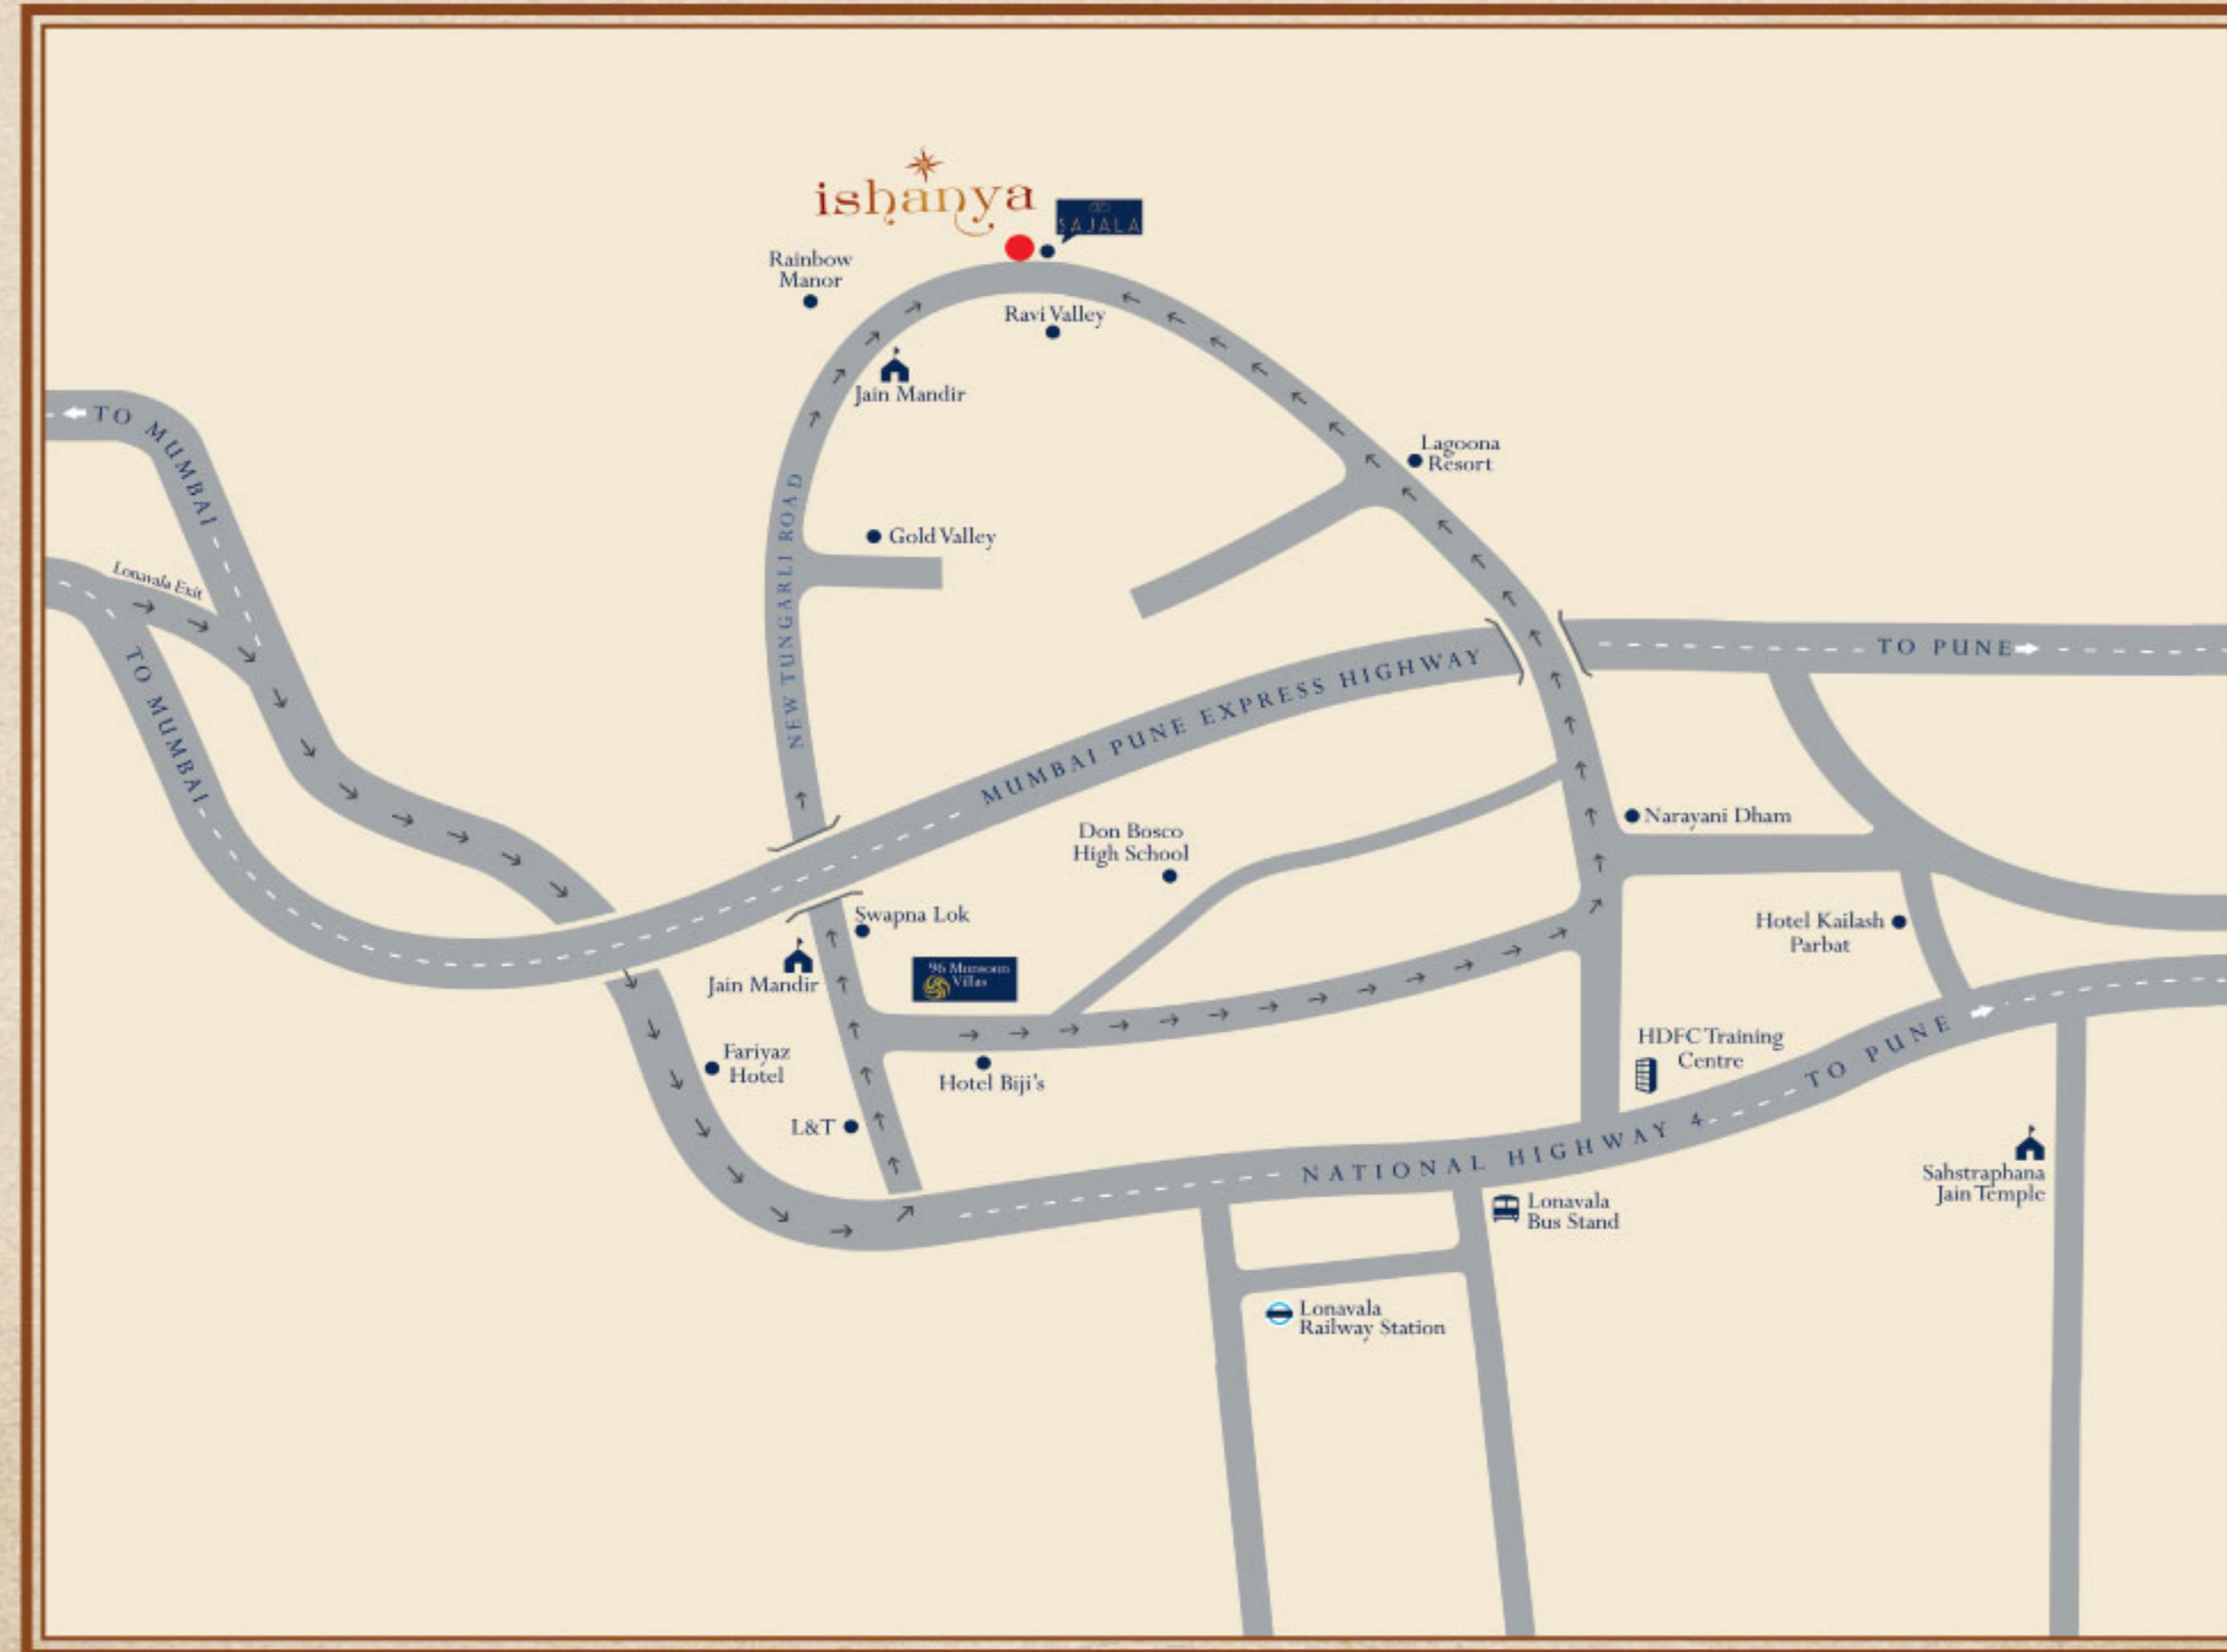 ishanya
SAJALA
Rainbow
Manor
Ravi Valley
Jain Mandir
TO MUMBAI
Lagoona
Resort
NEW TUNGARLI ROAD
Gold Valley
Lonavala Exit
TO MUMBAI
MUMBAI PUNE EXPRESS HIGHWAY
TO PUNE
Narayani Dham
Don Bosco
High School
Swapna Lok
Hotel Kailash
Parbat
Jain Mandir
96 Monsoon
Villas
HDFC Training
Centre
TO PUNE
Fariyaz
Hotel
Hotel Biji's
L&T
NATIONAL HIGHWAY 4
Sahstraphana
Jain Temple
Lonavala
Bus Stand
Lonavala
Railway Station